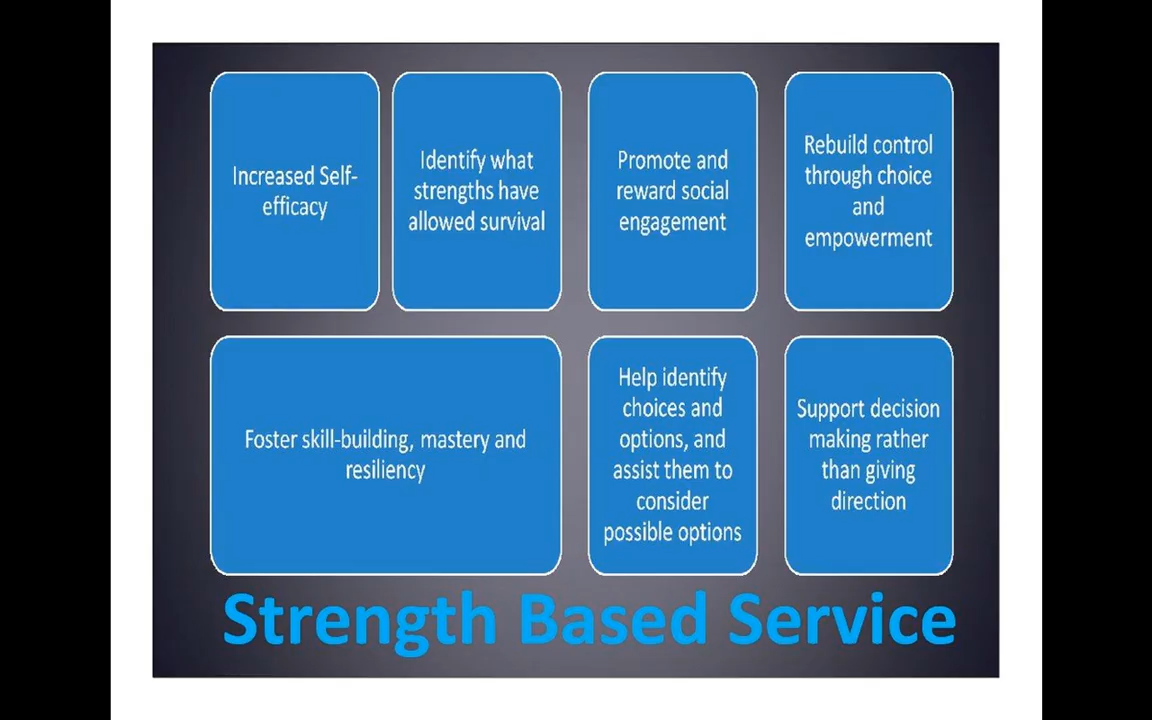 Increased Self-
efficacy
Identify what
strengths have
allowed survival
Promote and
reward social
engagement
Rebuild control
through choice
and
empowerment
Foster skill-building, mastery and
resiliency
Help identify
choices and
options, and
assist them to
consider
possible options
Support decision
making rather
than giving
direction
Strength Based Service